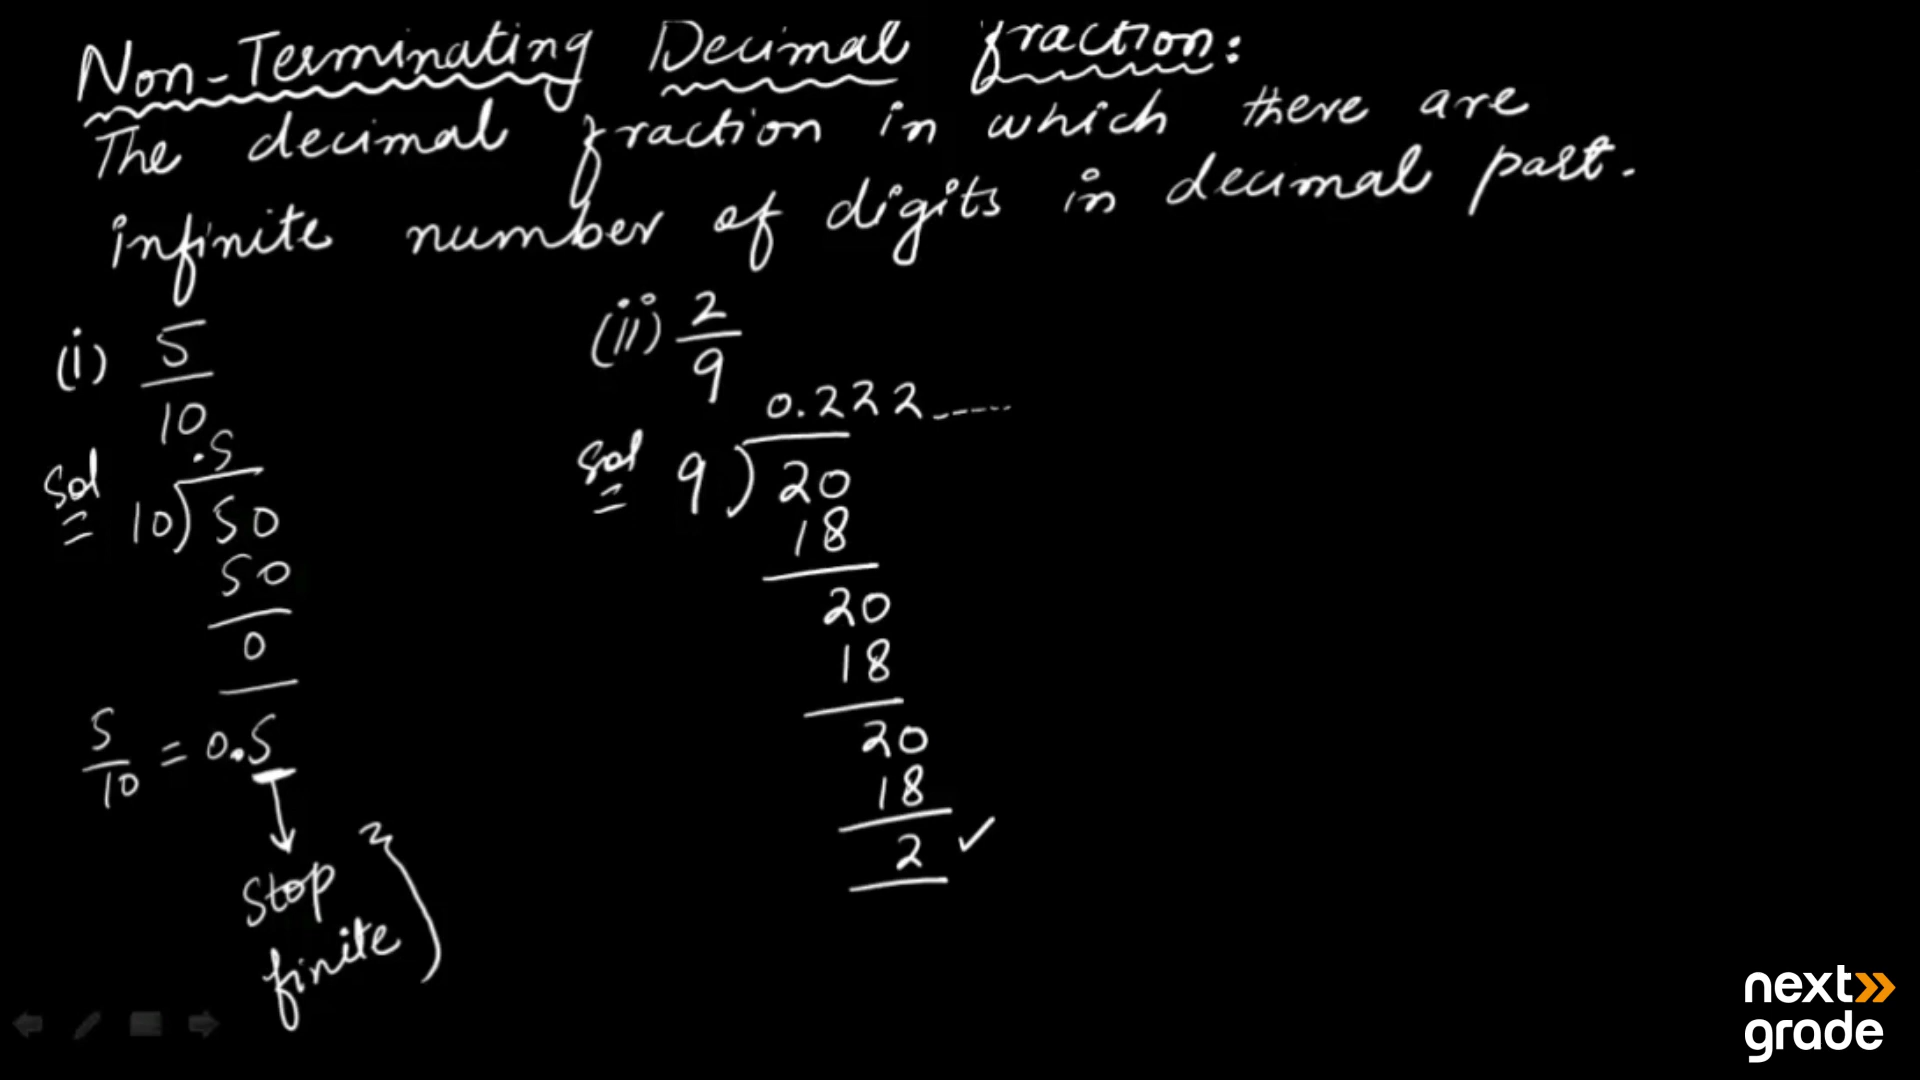 Non-Terminating Decimal fraction:
The decimal fraction in which there are
infinite number of digits in decimal part.
(i) 5
10
Sol
.5
10) 50
50
0
5/10 = 0.5
Stop
finite
(ii) 2
9
0.222......
Sol 9) 20
18
20
18
20
18
2 ✓
next
grade